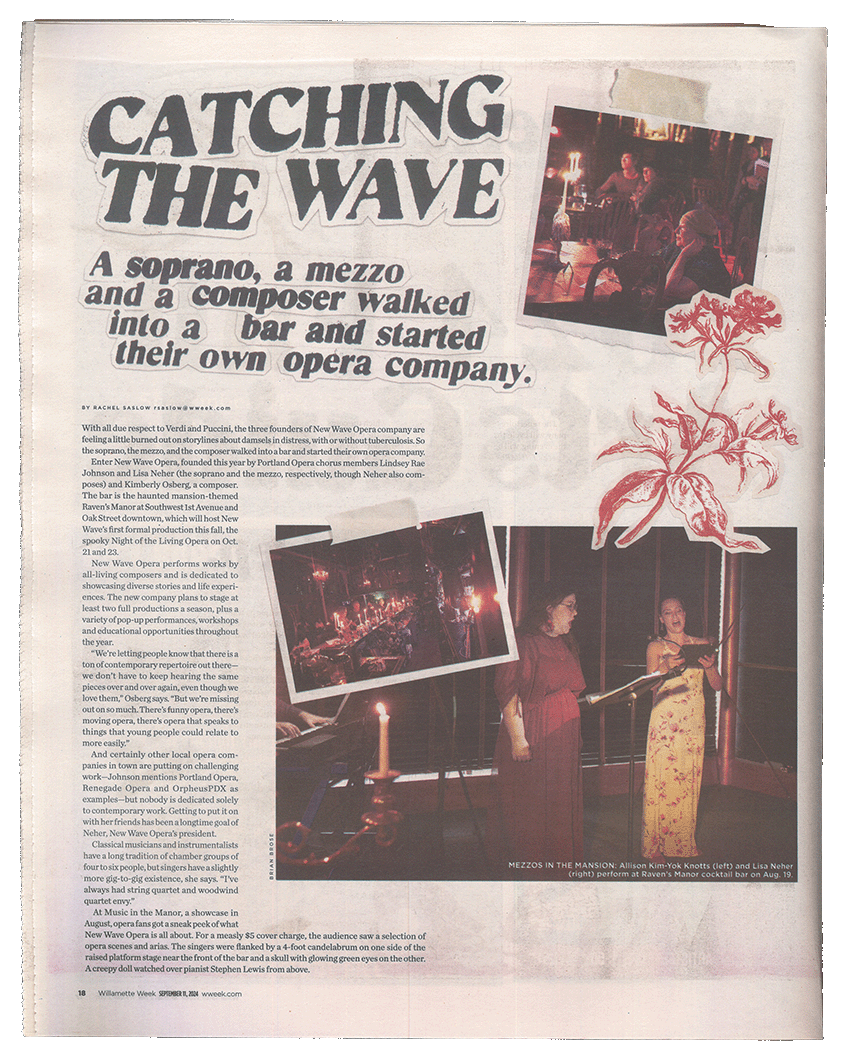 CATCHING
THE WAVE
A soprano, a mezzo
and a composer walked
into a bar and started
their own opera company.
BY RACHEL SASLOW rsaslow@wweek.com
With all due respect to Verdi and Puccini, the three founders of New Wave Opera company are
feeling a little burned out on storylines about damsels in distress, with or without tuberculosis. So
the soprano, the mezzo, and the composer walked into a bar and started their own opera company.
Enter New Wave Opera, founded this year by Portland Opera chorus members Lindsey Rae
Johnson and Lisa Neher (the soprano and the mezzo, respectively, though Neher also com-
poses) and Kimberly Osberg, a composer.
The bar is the haunted mansion-themed
Raven's Manor at Southwest 1st Avenue and
Oak Street downtown, which will host New
Wave's first formal production this fall, the
spooky Night of the Living Opera on Oct.
21 and 23.
New Wave Opera performs works by
all-living composers and is dedicated to
showcasing diverse stories and life experi-
ences. The new company plans to stage at
least two full productions a season, plus a
variety of pop-up performances, workshops
and educational opportunities throughout
the year.
"We're letting people know that there is a
ton of contemporary repertoire out there—
we don't have to keep hearing the same
pieces over and over again, even though we
love them," Osberg says. "But we're missing
out on so much. There's funny opera, there's
moving opera, there's opera that speaks to
things that young people could relate to
more easily."
And certainly other local opera com-
panies in town are putting on challenging
work—Johnson mentions Portland Opera,
Renegade Opera and OrpheusPDX as
examples—but nobody is dedicated solely
to contemporary work. Getting to put it on
with her friends has been a longtime goal of
Neher, New Wave Opera's president.
Classical musicians and instrumentalists
have a long tradition of chamber groups of
four to six people, but singers have a slightly
more gig-to-gig existence, she says. "I've
always had string quartet and woodwind
quartet envy."
At Music in the Manor, a showcase in
August, opera fans got a sneak peek of what
New Wave Opera is all about. For a measly $5 cover charge, the audience saw a selection of
opera scenes and arias. The singers were flanked by a 4-foot candelabrum on one side of the
raised platform stage near the front of the bar and a skull with glowing green eyes on the other.
A creepy doll watched over pianist Stephen Lewis from above.
BRIAN BROSE
MEZZOS IN THE MANSION: Allison Kim-Yok Knotts (left) and Lisa Neher
(right) perform at Raven's Manor cocktail bar on Aug. 19.
18 Willamette Week SEPTEMBER 11, 2024 wweek.com